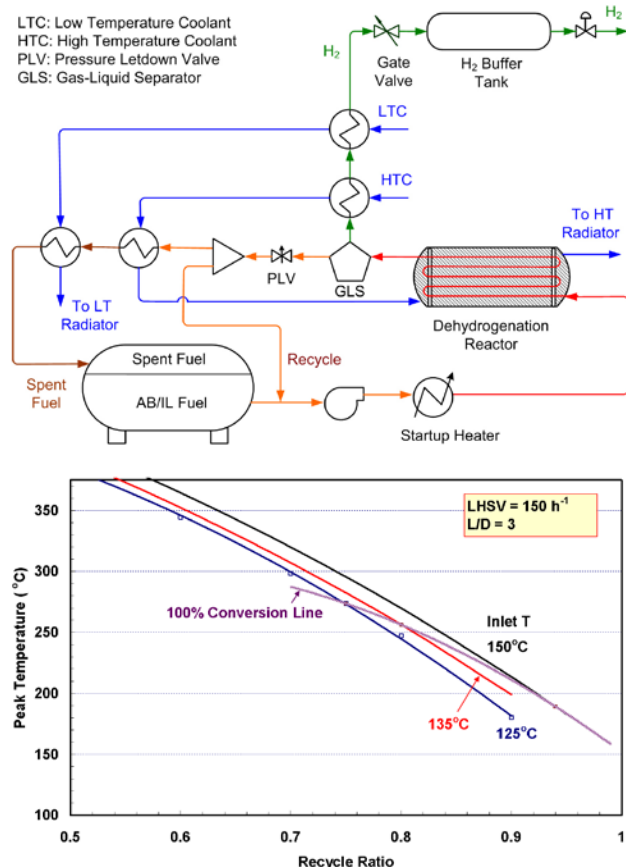 LTC: Low Temperature Coolant
HTC: High Temperature Coolant
PLV: Pressure Letdown Valve
GLS: Gas-Liquid Separator
H2
Gate
Valve
H2 Buffer
Tank
H2
LTC
HTC
To HT
Radiator
PLV
GLS
To LT
Radiator
Dehydrogenation
Reactor
Spent
Fuel
Spent Fuel
AB/IL Fuel
Recycle
Startup Heater
LHSV = 150 h⁻¹
L/D = 3
100% Conversion Line
Inlet T
150°C
135°C
125°C
Peak Temperature ( °C)
350
300
250
200
150
100
0.5
0.6
0.7
0.8
0.9
1
Recycle Ratio